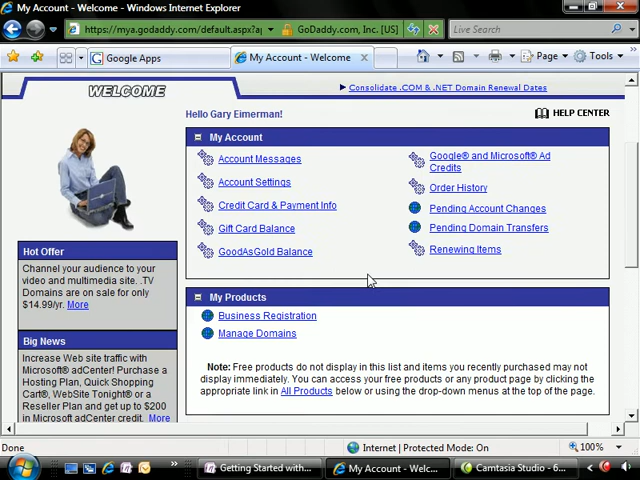 My Account - Welcome - Windows Internet Explorer
https://mya.godaddy.com/default.aspx?a
GoDaddy.com, Inc. [US]
Live Search
Google Apps
My Account - Welcome
Page
Tools
WELCOME
Consolidate .COM & .NET Domain Renewal Dates
Hello Gary Eimerman!
HELP CENTER
My Account
Account Messages
Google® and Microsoft® Ad
Credits
Account Settings
Order History
Credit Card & Payment Info
Pending Account Changes
Gift Card Balance
Pending Domain Transfers
GoodAsGold Balance
Renewing Items
Hot Offer
Channel your audience to your
video and multimedia site. .TV
Domains are on sale for only
$14.99/yr. More
Big News
Increase Web site traffic with
Microsoft® adCenter! Purchase a
Hosting Plan, Quick Shopping
Cart®, WebSite Tonight® or a
Reseller Plan and get up to $200
in Microsoft adCenter credit. More
My Products
Business Registration
Manage Domains
Note: Free products do not display in this list and items you recently purchased may not
display immediately. You can access your free products or any product page by clicking the
appropriate link in All Products below or using the drop-down menus at the top of the page.
Done
Internet | Protected Mode: On
100%
Getting Started with...
My Account - Welc...
Camtasia Studio - 6...